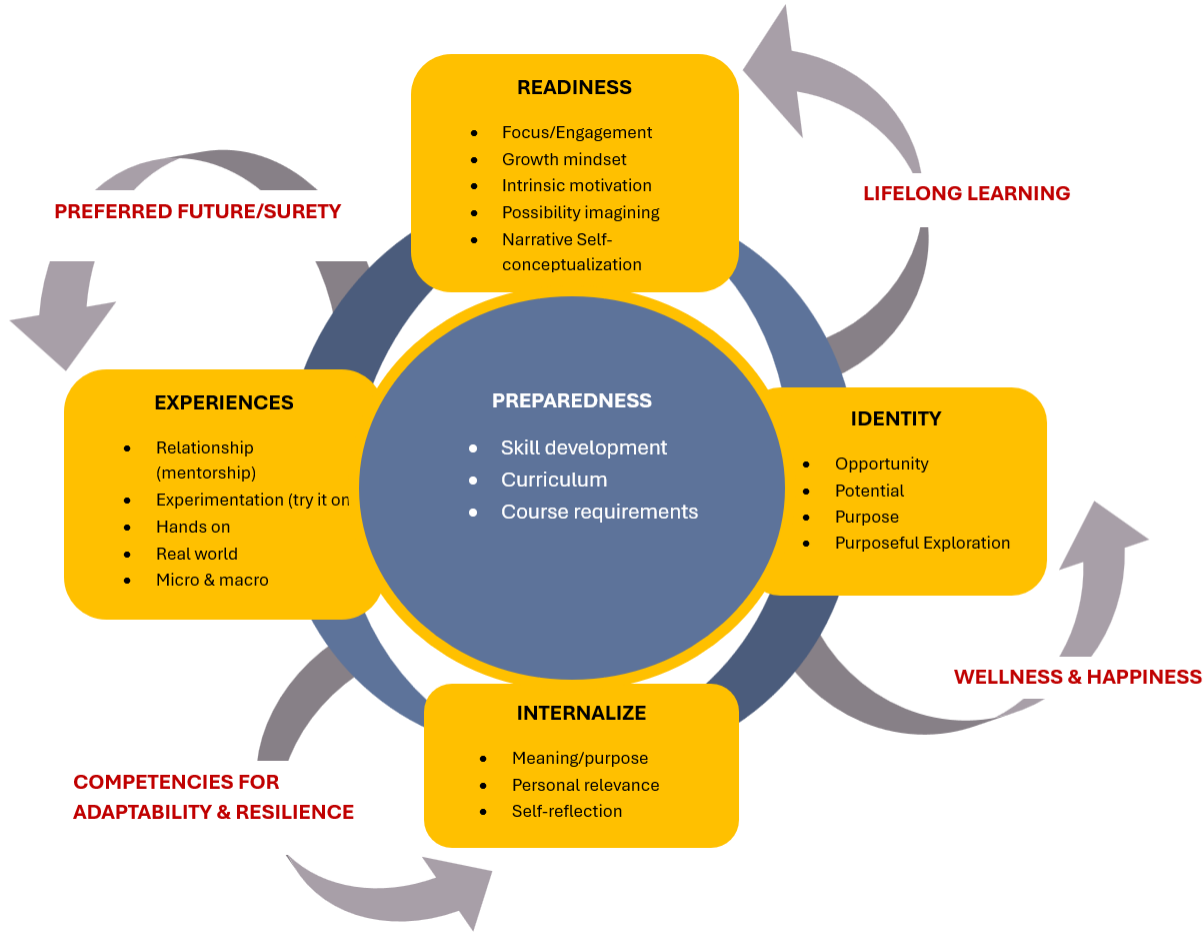 READINESS
• Focus/Engagement
• Growth mindset
• Intrinsic motivation
• Possibility imagining
• Narrative Self-
conceptualization
PREFERRED FUTURE/SURETY
LIFELONG LEARNING
EXPERIENCES
• Relationship
(mentorship)
• Experimentation (try it on
• Hands on
• Real world
• Micro & macro
PREPAREDNESS
• Skill development
• Curriculum
• Course requirements
IDENTITY
• Opportunity
• Potential
• Purpose
• Purposeful Exploration
WELLNESS & HAPPINESS
INTERNALIZE
• Meaning/purpose
• Personal relevance
• Self-reflection
COMPETENCIES FOR
ADAPTABILITY & RESILIENCE